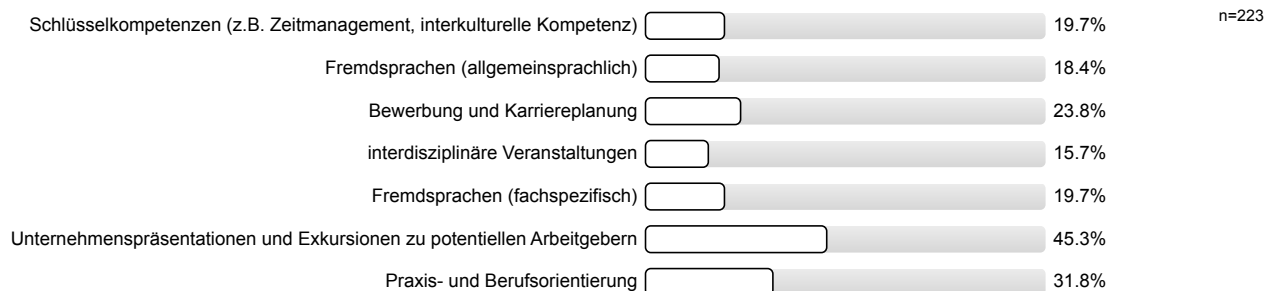 Schlüsselkompetenzen (z.B. Zeitmanagement, interkulturelle Kompetenz) 19.7% n=223
Fremdsprachen (allgemeinsprachlich) 18.4%
Bewerbung und Karriereplanung 23.8%
interdisziplinäre Veranstaltungen 15.7%
Fremdsprachen (fachspezifisch) 19.7%
Unternehmenspräsentationen und Exkursionen zu potentiellen Arbeitgebern 45.3%
Praxis- und Berufsorientierung 31.8%